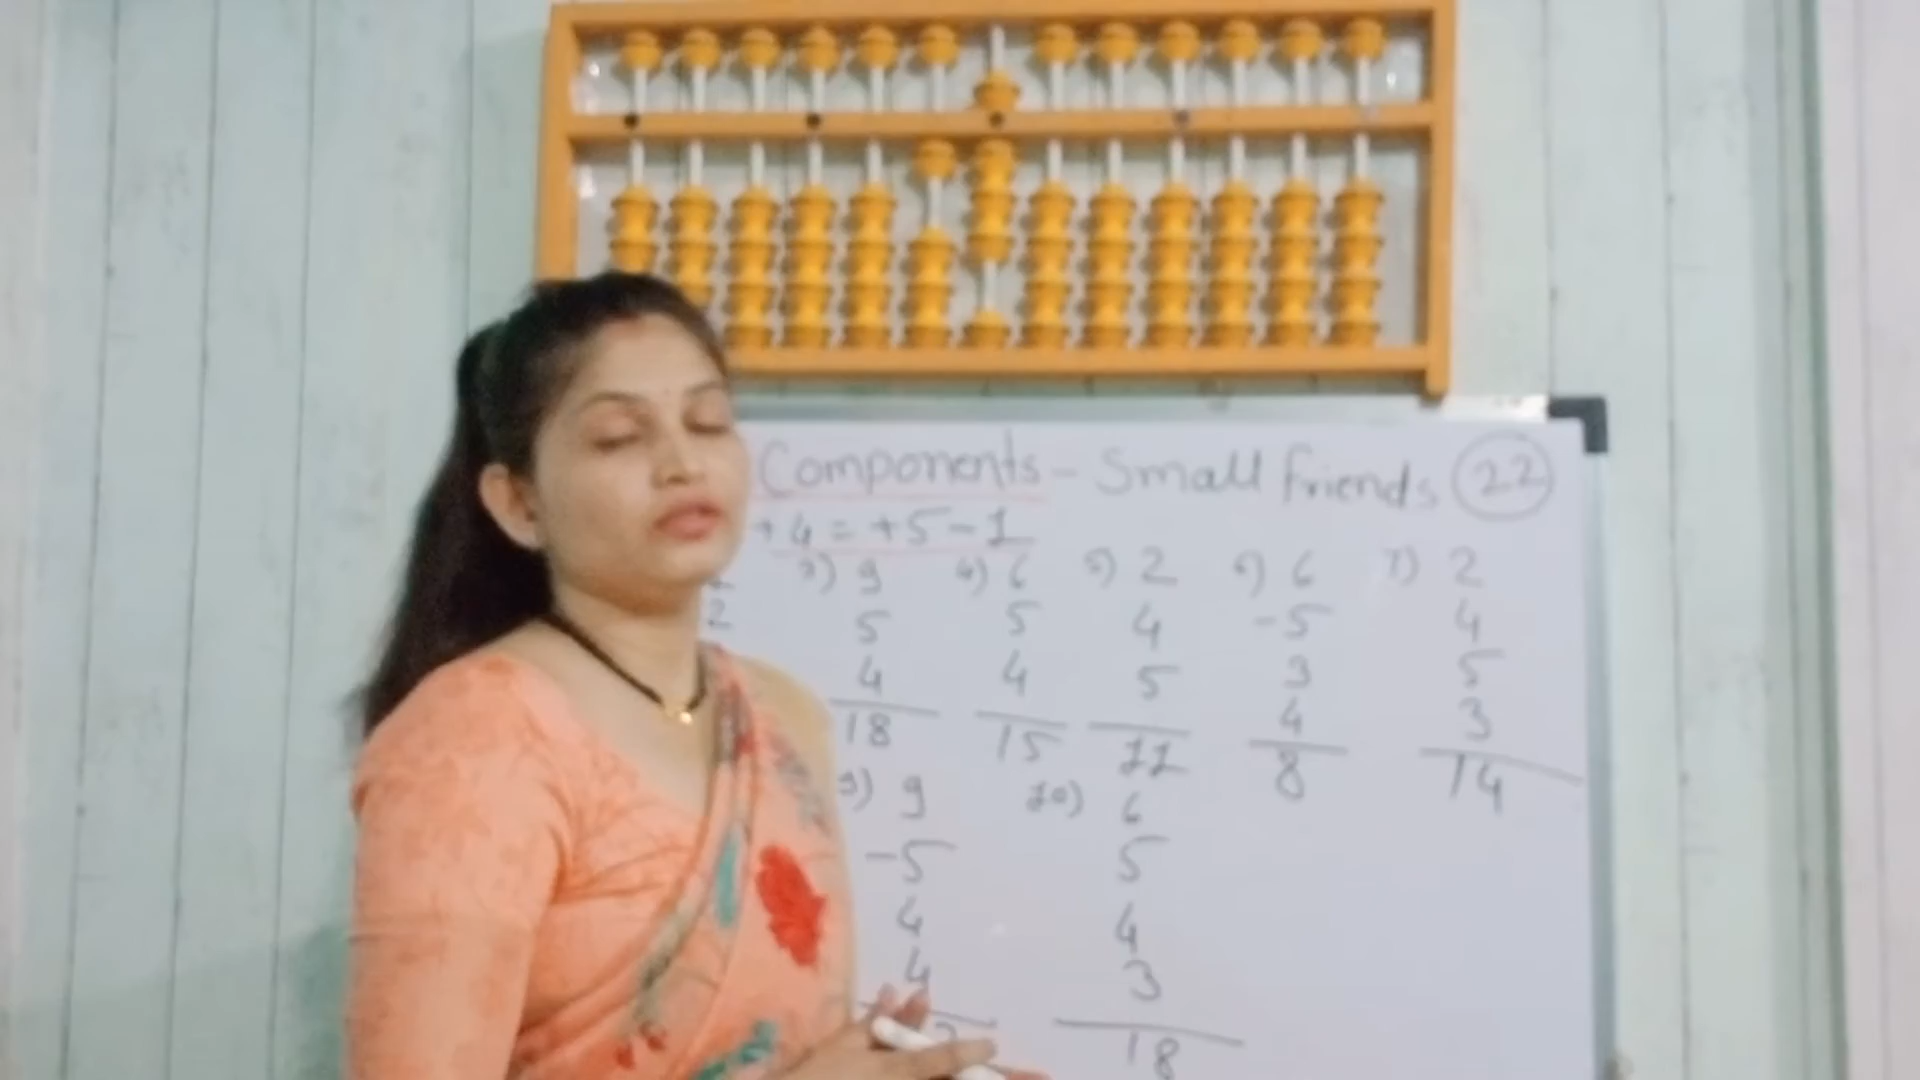 Components - Small friends 22
+4 = +5-1
3) 9 4) 6 5) 2 6) 6 7) 2
2 5 5 4 -5 4
4 4 5 3 5
18 15 11 4 3
8 14
9) 9 10) 6
-5 5
4 4
4 3
18